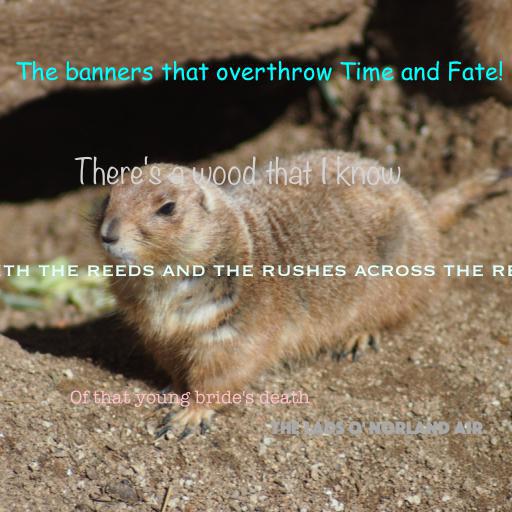 The banners that overthrow Time and Fate!
There's a wood that I know
TH THE REEDS AND THE RUSHES ACROSS THE RE
Of that young bride's death
THE LADS O' NORLAND AIR